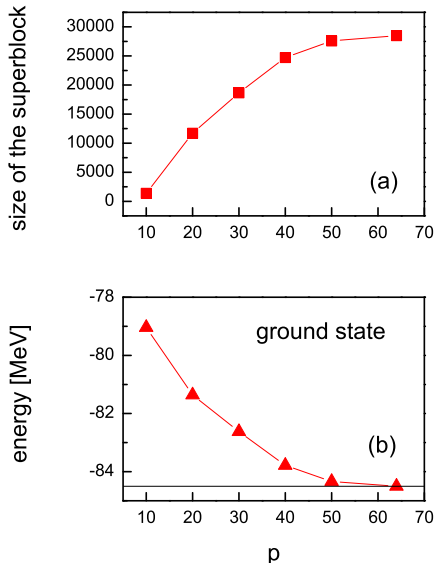 size of the superblock
30000
25000
20000
15000
10000
5000
0
(a)
10 20 30 40 50 60 70
energy [MeV]
-78
-80
-82
-84
ground state
(b)
10 20 30 40 50 60 70
p